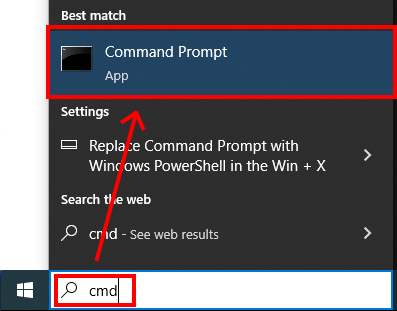 Best match
Command Prompt
App
Settings
Replace Command Prompt with
Windows PowerShell in the Win + X
Search the web
cmd - See web results
cmd